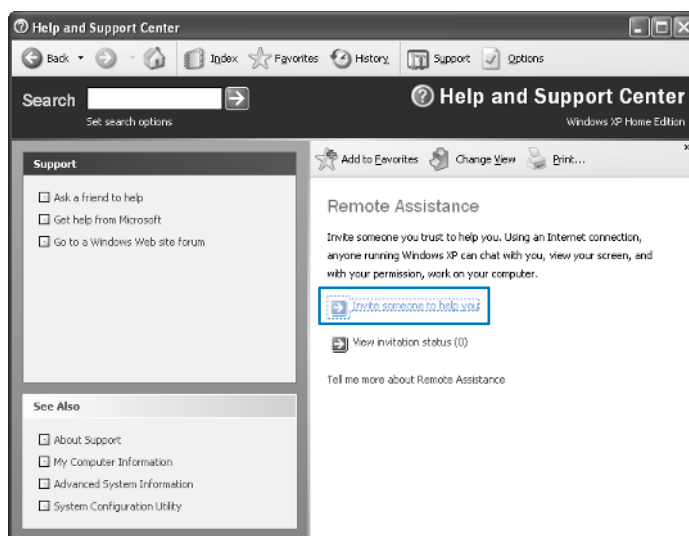 Help and Support Center
Back
Index
Favorites
History
Support
Options
Search
Set search options
Help and Support Center
Windows XP Home Edition
Support
Ask a friend to help
Get help from Microsoft
Go to a Windows Web site forum
See Also
About Support
My Computer Information
Advanced System Information
System Configuration Utility
Add to Favorites
Change View
Print...
Remote Assistance
Invite someone you trust to help you. Using an Internet connection,
anyone running Windows XP can chat with you, view your screen, and
with your permission, work on your computer.
Invite someone to help you
View invitation status (0)
Tell me more about Remote Assistance